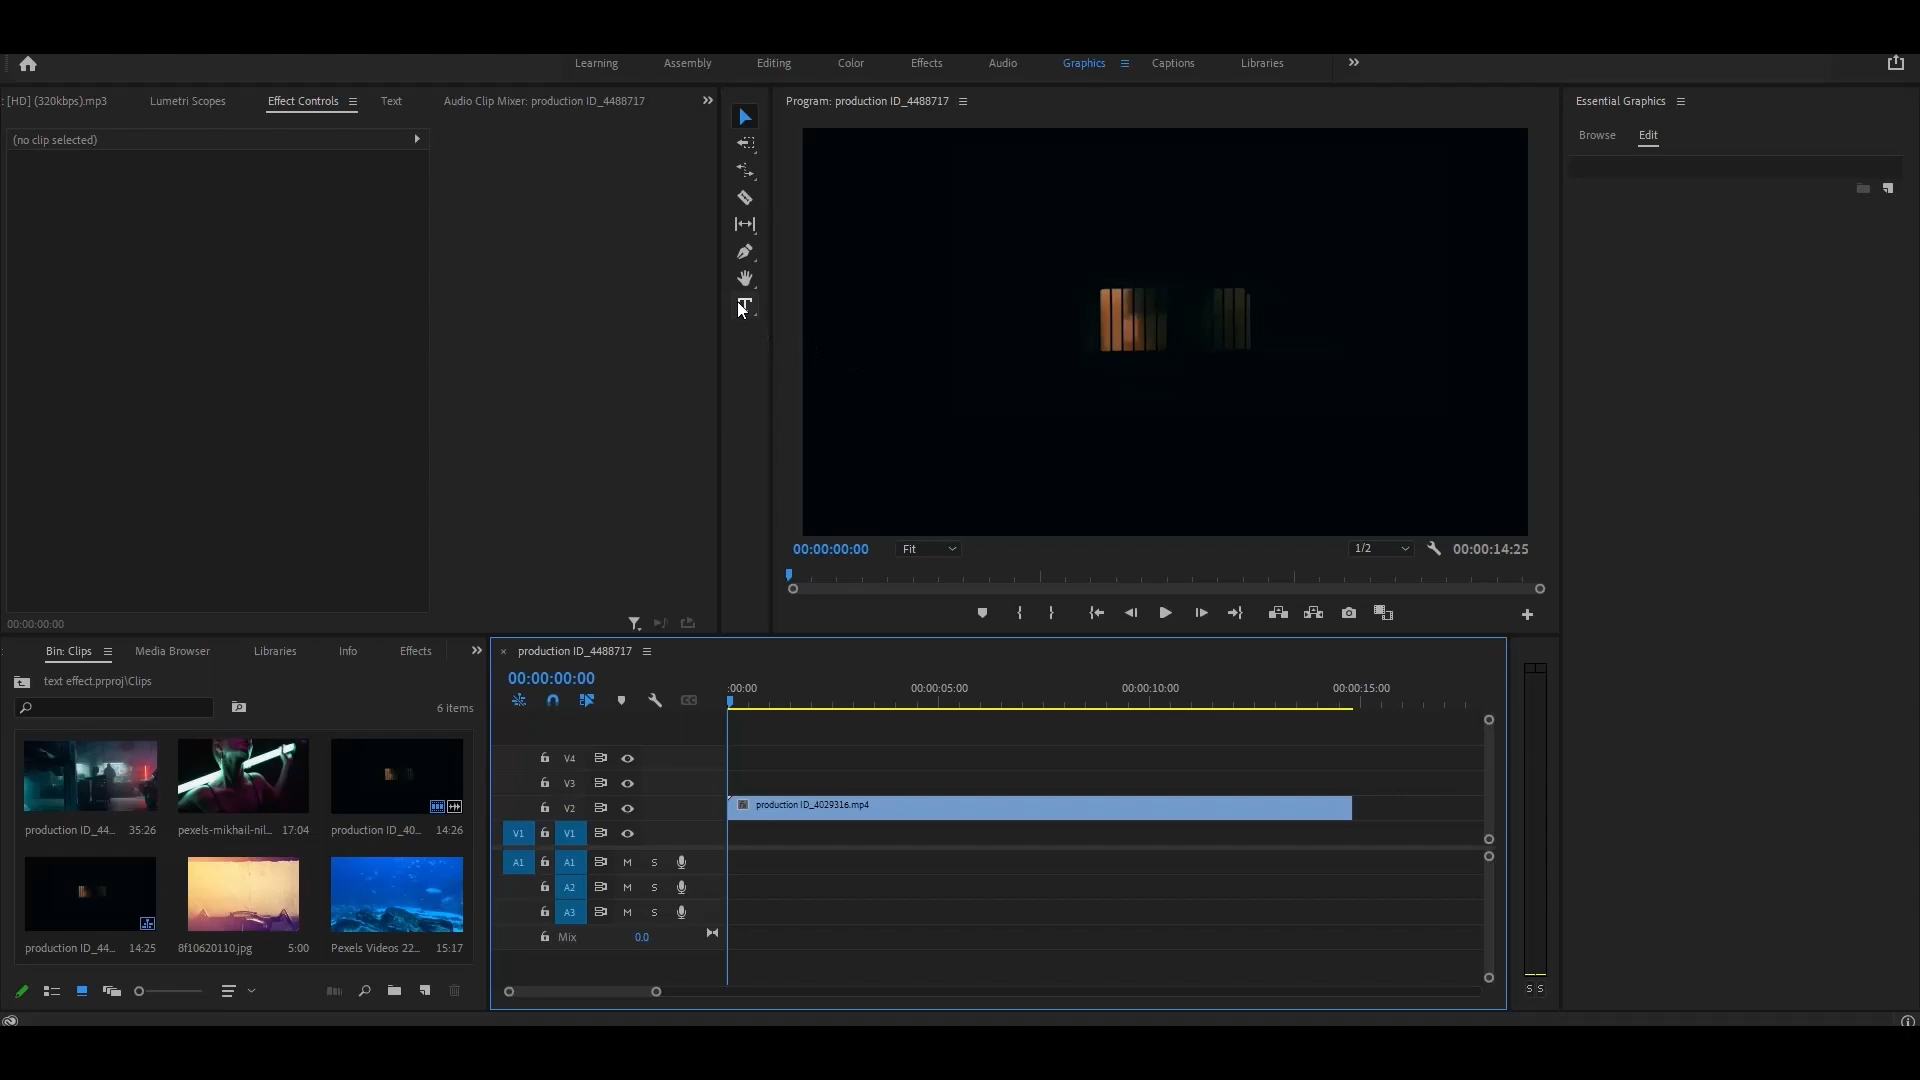 Learning Assembly Editing Color Effects Audio Graphics Captions Libraries
: [HD] (320kbps).mp3 Lumetri Scopes Effect Controls Text Audio Clip Mixer: production ID_4488717
(no clip selected)
00:00:00:00
Program: production ID_4488717
00:00:00:00 Fit 1/2 00:00:14:25
Essential Graphics
Browse Edit
Bin: Clips Media Browser Libraries Info Effects
text effect.prproj\Clips
6 items
production ID_44... 35:26
pexels-mikhail-nil... 17:04
production ID_40... 14:26
production ID_44... 14:25
8f10620110.jpg 5:00
Pexels Videos 22... 15:17
production ID_4488717
00:00:00:00
:00:00 00:00:05:00 00:00:10:00 00:00:15:00
V4
V3
V2 production ID_4029316.mp4
V1 V1
A1 A1 M S
A2 M S
A3 M S
Mix 0.0
S S